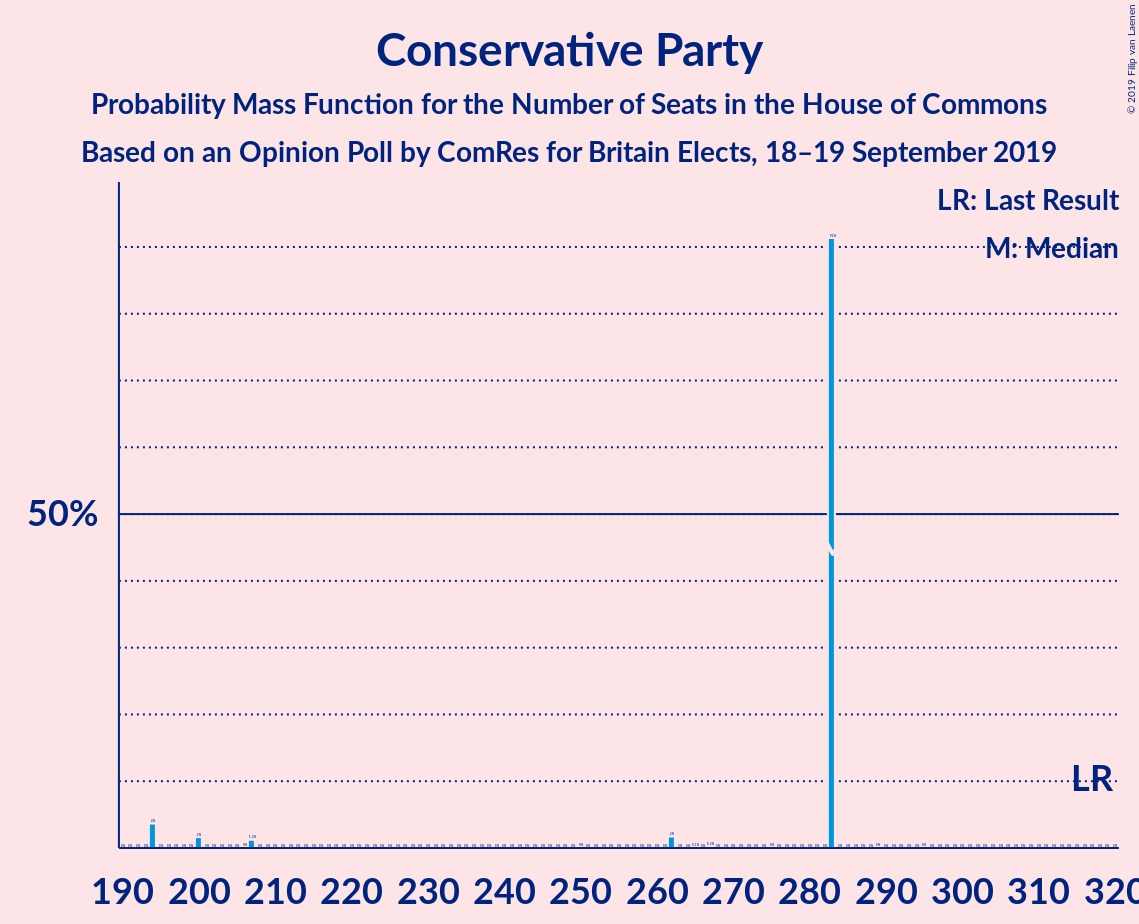 Conservative Party
Probability Mass Function for the Number of Seats in the House of Commons
Based on an Opinion Poll by ComRes for Britain Elects, 18–19 September 2019
© 2019 Filip van Laenen
LR: Last Result
M: Median
50%
LR
190 200 210 220 230 240 250 260 270 280 290 300 310 320